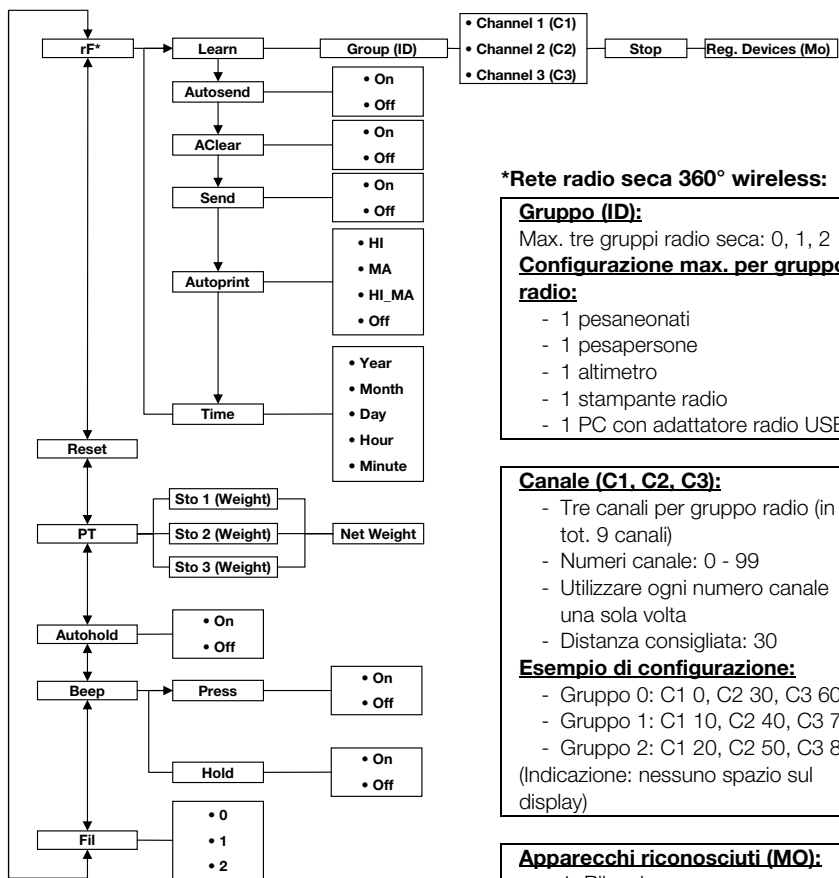 rF*
Learn
Group (ID)
• Channel 1 (C1)
• Channel 2 (C2)
• Channel 3 (C3)
Stop
Reg. Devices (Mo)
Autosend
• On
• Off
AClear
• On
• Off
Send
• On
• Off
Autoprint
• HI
• MA
• HI_MA
• Off
Time
• Year
• Month
• Day
• Hour
• Minute
Reset
PT
Sto 1 (Weight)
Sto 2 (Weight)
Sto 3 (Weight)
Net Weight
Autohold
• On
• Off
Beep
Press
• On
• Off
Hold
• On
• Off
Fil
• 0
• 1
• 2
*Rete radio seca 360° wireless:
Gruppo (ID):
Max. tre gruppi radio seca: 0, 1, 2
Configurazione max. per gruppo
radio:
- 1 pesaneonati
- 1 pesapersone
- 1 altimetro
- 1 stampante radio
- 1 PC con adattatore radio USB
Canale (C1, C2, C3):
- Tre canali per gruppo radio (in
tot. 9 canali)
- Numeri canale: 0 - 99
- Utilizzare ogni numero canale
una sola volta
- Distanza consigliata: 30
Esempio di configurazione:
- Gruppo 0: C1 0, C2 30, C3 60
- Gruppo 1: C1 10, C2 40, C3 7
- Gruppo 2: C1 20, C2 50, C3 8
(Indicazione: nessuno spazio sul
display)
Apparecchi riconosciuti (MO):